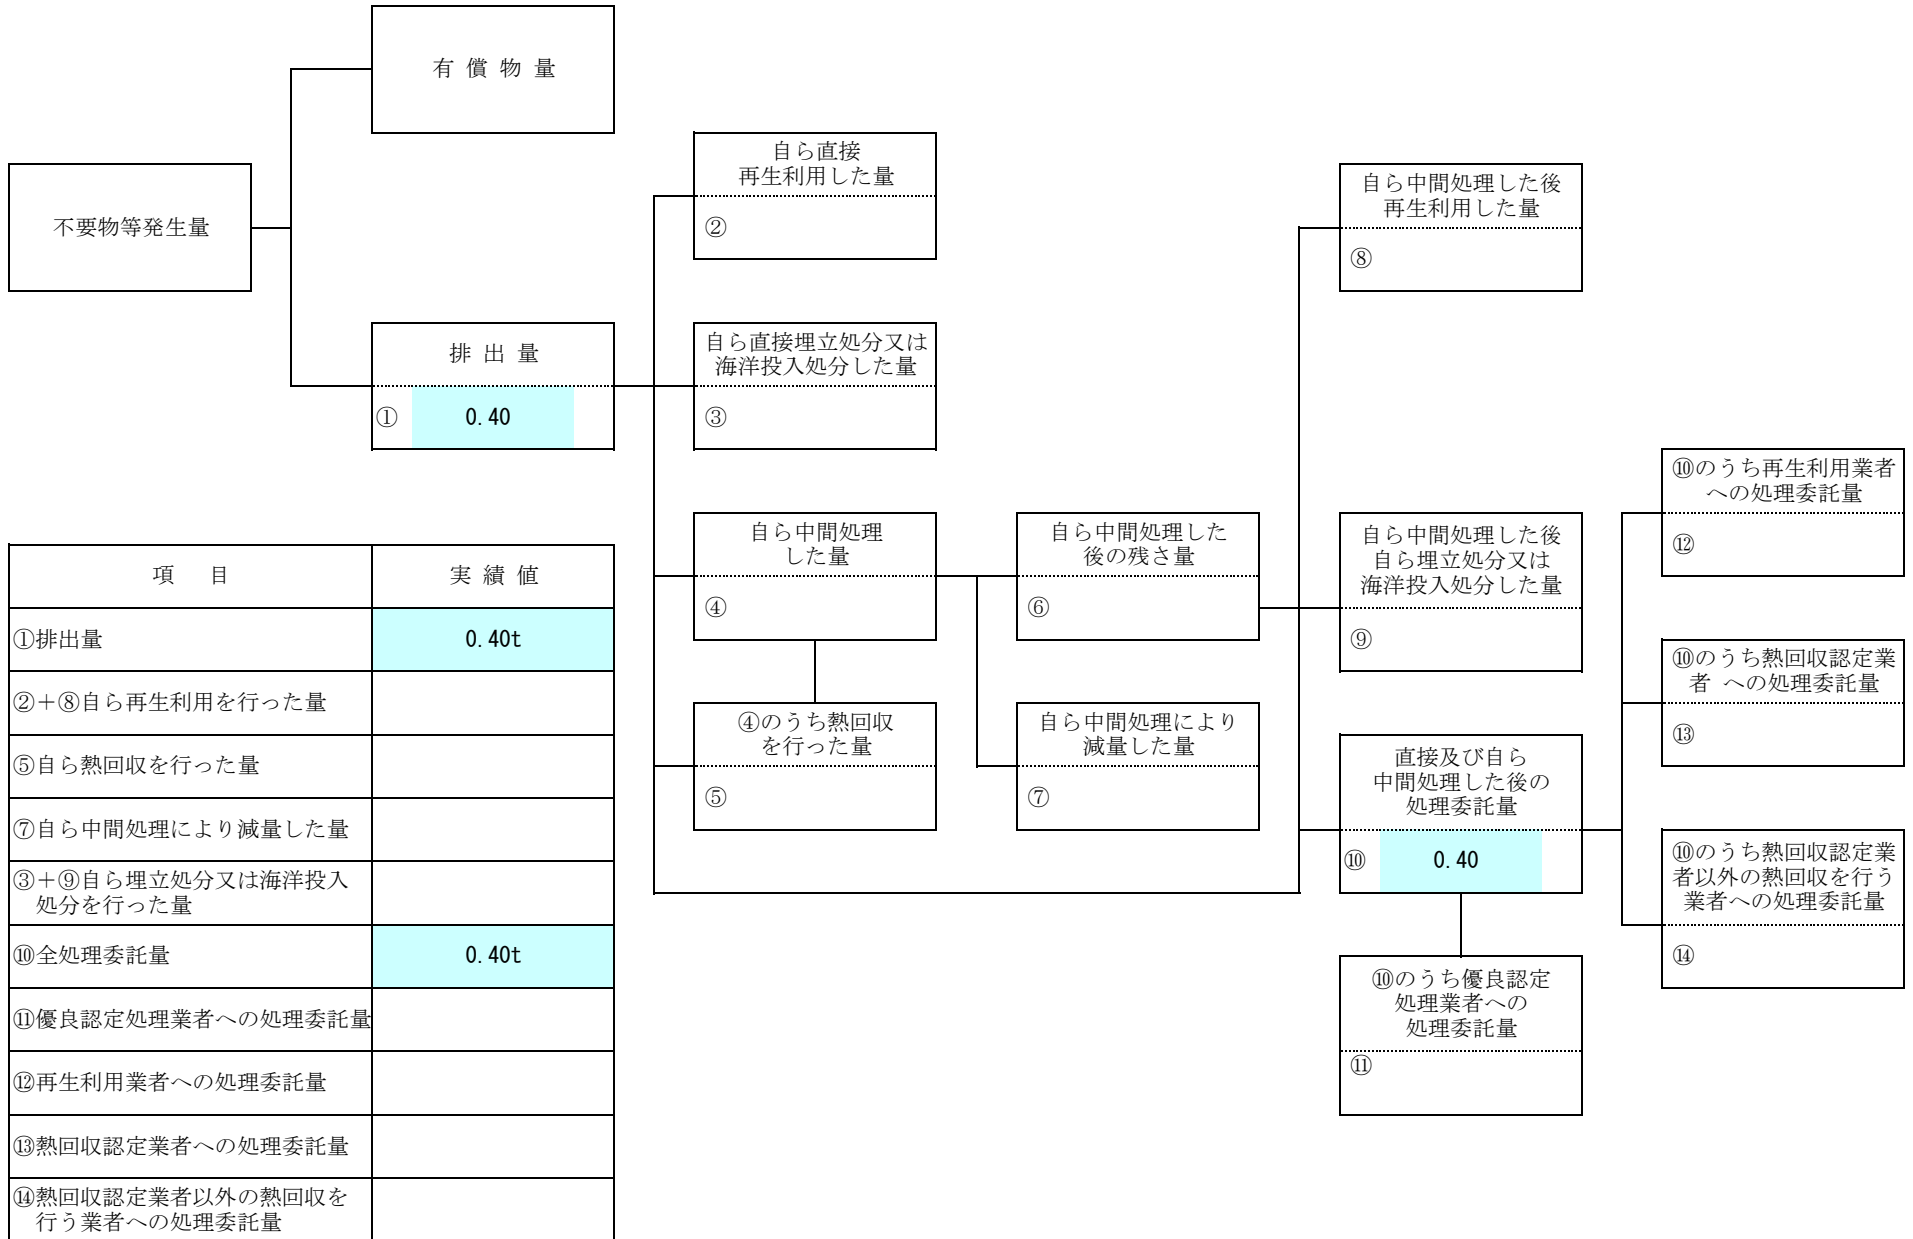 有 償 物 量
不要物等発生量
排 出 量
① 0.40
自ら直接
再生利用した量
②
自ら直接埋立処分又は
海洋投入処分した量
③
自ら中間処理
した量
④
④のうち熱回収
を行った量
⑤
自ら中間処理した
後の残さ量
⑥
自ら中間処理により
減量した量
⑦
自ら中間処理した後
再生利用した量
⑧
自ら中間処理した後
自ら埋立処分又は
海洋投入処分した量
⑨
直接及び自ら
中間処理した後の
処理委託量
⑩ 0.40
⑩のうち優良認定
処理業者への
処理委託量
⑪
⑩のうち再生利用業者
への処理委託量
⑫
⑩のうち熱回収認定業
者 への処理委託量
⑬
⑩のうち熱回収認定業
者以外の熱回収を行う
業者への処理委託量
⑭
項 目 実 績 値
①排出量 0.40t
②＋⑧自ら再生利用を行った量
⑤自ら熱回収を行った量
⑦自ら中間処理により減量した量
③＋⑨自ら埋立処分又は海洋投入
処分を行った量
⑩全処理委託量 0.40t
⑪優良認定処理業者への処理委託量
⑫再生利用業者への処理委託量
⑬熱回収認定業者への処理委託量
⑭熱回収認定業者以外の熱回収を
行う業者への処理委託量